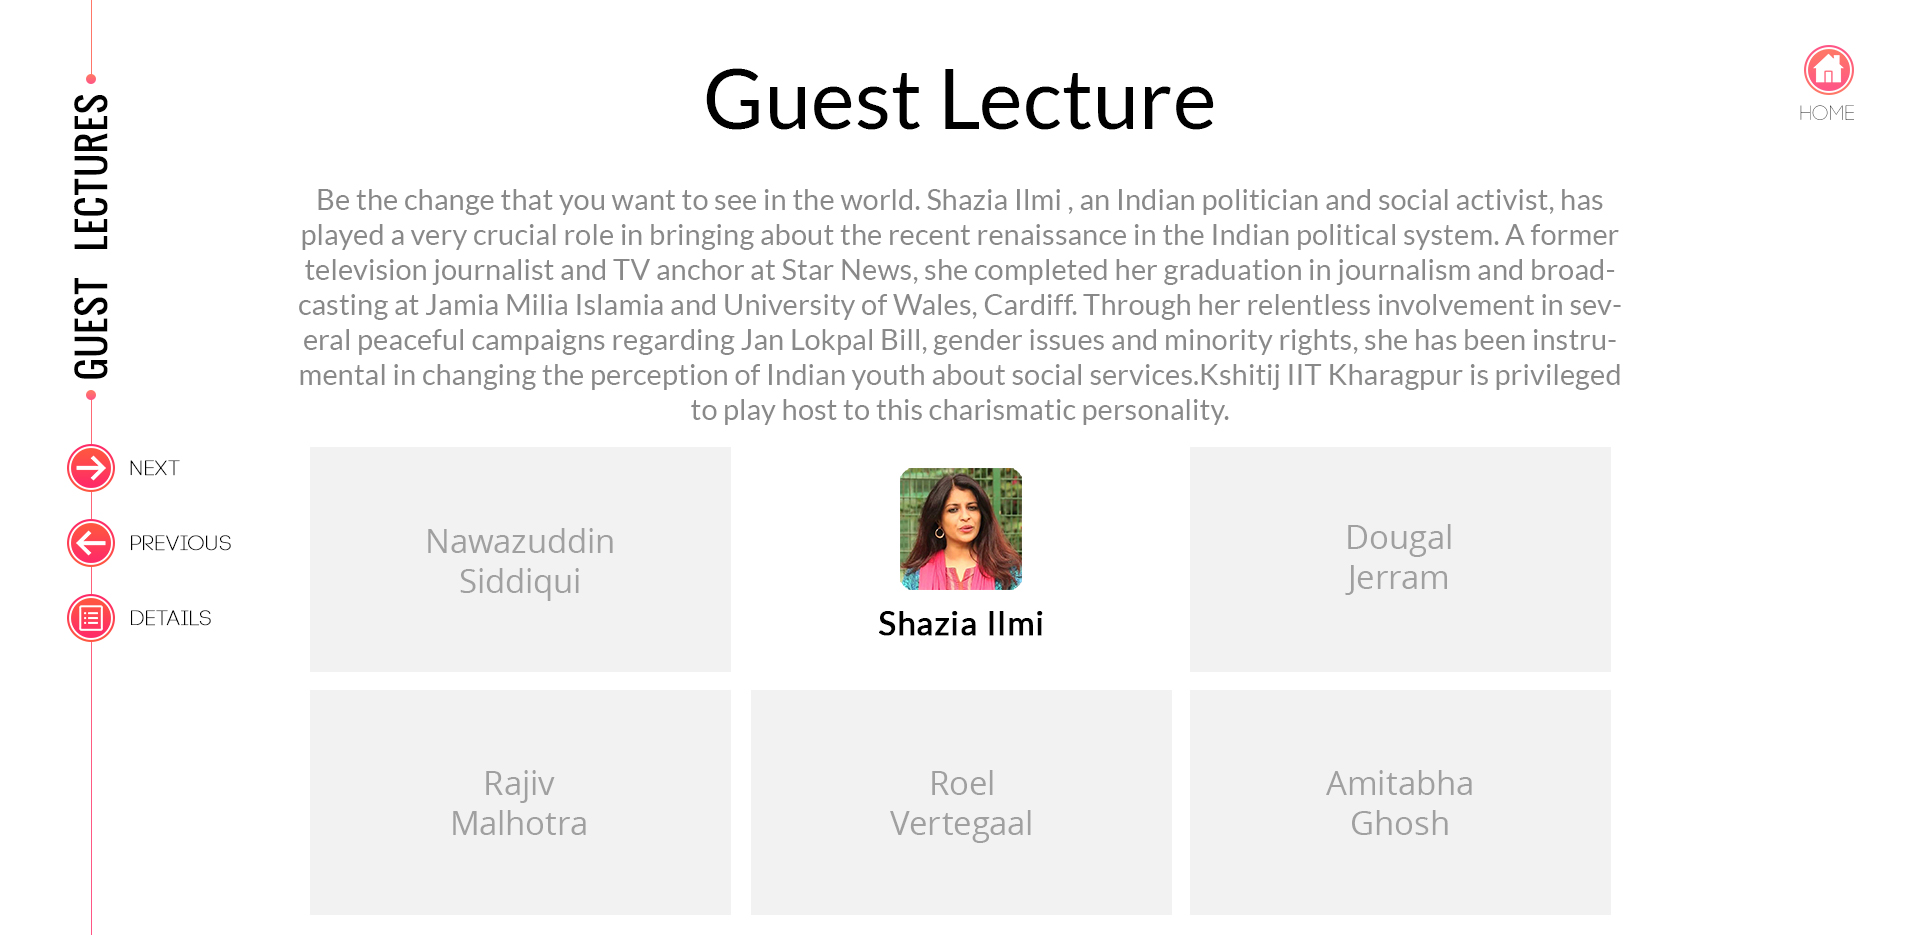 Guest Lecture
HOME
GUEST LECTURES
Be the change that you want to see in the world. Shazia Ilmi , an Indian politician and social activist, has
played a very crucial role in bringing about the recent renaissance in the Indian political system. A former
television journalist and TV anchor at Star News, she completed her graduation in journalism and broad-
casting at Jamia Milia Islamia and University of Wales, Cardiff. Through her relentless involvement in sev-
eral peaceful campaigns regarding Jan Lokpal Bill, gender issues and minority rights, she has been instru-
mental in changing the perception of Indian youth about social services.Kshitij IIT Kharagpur is privileged
to play host to this charismatic personality.
NEXT
PREVIOUS
DETAILS
Nawazuddin
Siddiqui
Shazia Ilmi
Dougal
Jerram
Rajiv
Malhotra
Roel
Vertegaal
Amitabha
Ghosh